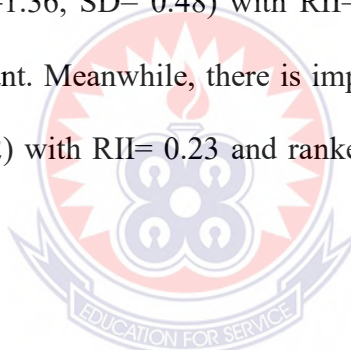 1.36, SD= 0.48) with RII=
nt. Meanwhile, there is imp
) with RII= 0.23 and ranke
EDUCATION FOR SERVICE